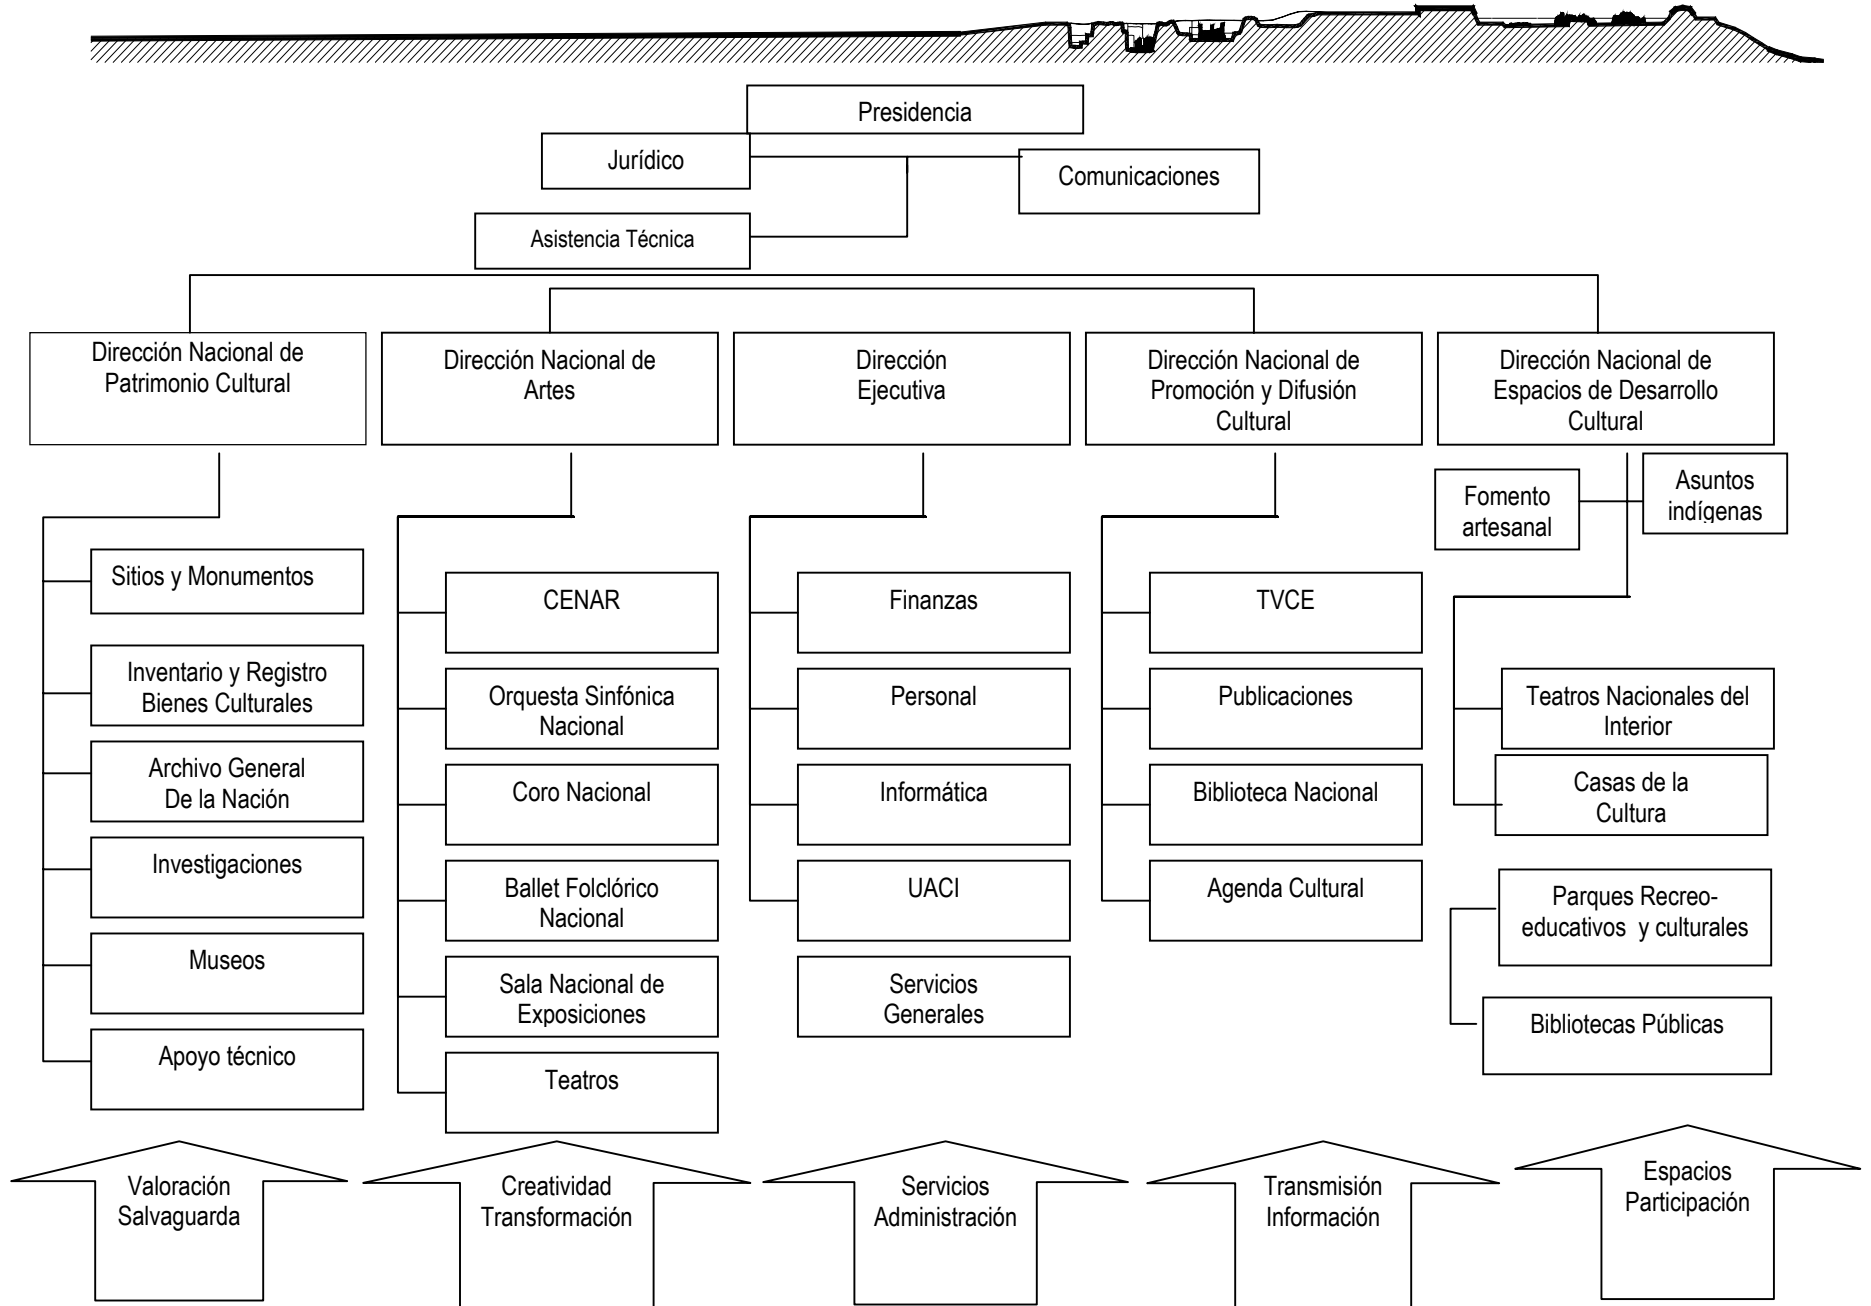 Presidencia
Jurídico
Comunicaciones
Asistencia Técnica
Dirección Nacional de
Patrimonio Cultural
Dirección Nacional de
Artes
Dirección
Ejecutiva
Dirección Nacional de
Promoción y Difusión
Cultural
Dirección Nacional de
Espacios de Desarrollo
Cultural
Fomento
artesanal
Asuntos
indígenas
Sitios y Monumentos
Inventario y Registro
Bienes Culturales
Archivo General
De la Nación
Investigaciones
Museos
Apoyo técnico
CENAR
Orquesta Sinfónica
Nacional
Coro Nacional
Ballet Folclórico
Nacional
Sala Nacional de
Exposiciones
Teatros
Finanzas
Personal
Informática
UACI
Servicios
Generales
TVCE
Publicaciones
Biblioteca Nacional
Agenda Cultural
Teatros Nacionales del
Interior
Casas de la
Cultura
Parques Recreo-
educativos y culturales
Bibliotecas Públicas
Valoración
Salvaguarda
Creatividad
Transformación
Servicios
Administración
Transmisión
Información
Espacios
Participación